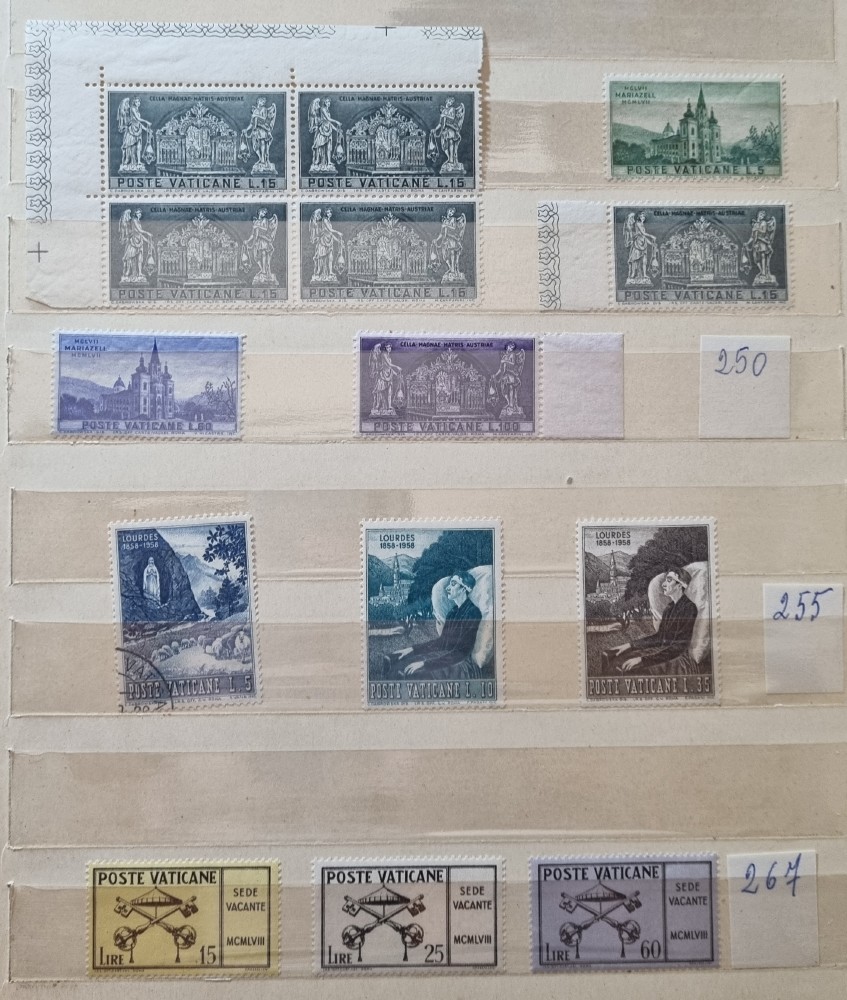 CELLA·MAGNAE·MATRIS·AUSTRIAE
POSTE VATICANE L.15
CELLA·MAGNAE·MATRIS·AUSTRIAE
POSTE VATICANE L.15
MCLVII
MARIAZELL
MCMLVII
POSTE VATICANE L.5
CELLA·MAGNAE·MATRIS·AUSTRIAE
POSTE VATICANE L.15
CELLA·MAGNAE·MATRIS·AUSTRIAE
POSTE VATICANE L.15
CELLA·MAGNAE·MATRIS·AUSTRIAE
POSTE VATICANE L.15
MCLVII
MARIAZELL
MCMLVII
POSTE VATICANE L.60
CELLA·MAGNAE·MATRIS·AUSTRIAE
POSTE VATICANE L.100
250
LOURDES
1858-1958
POSTE VATICANE L.5
LOURDES
1858-1958
POSTE VATICANE L.10
LOURDES
1858-1958
POSTE VATICANE L.35
255
POSTE VATICANE
SEDE
VACANTE
MCMLVIII
LIRE 15
POSTE VATICANE
SEDE
VACANTE
MCMLVIII
LIRE 25
POSTE VATICANE
SEDE
VACANTE
MCMLVIII
LIRE 60
267